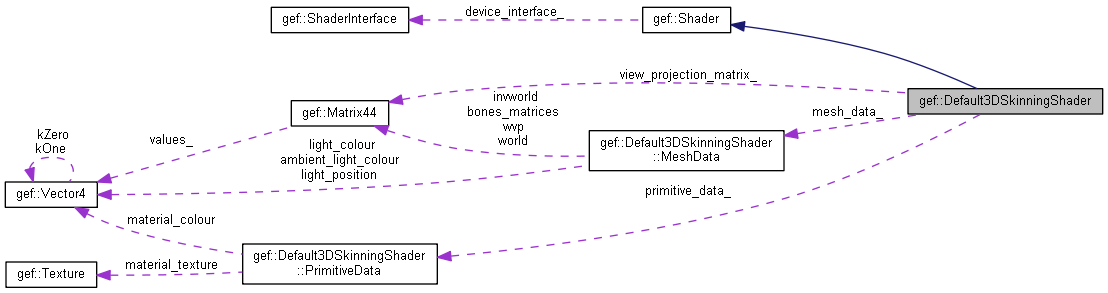 gef::ShaderInterface
device_interface_
gef::Shader
view_projection_matrix_
gef::Default3DSkinningShader
invworld
bones_matrices
wvp
world
gef::Matrix44
mesh_data_
kZero
kOne
values_
light_colour
ambient_light_colour
light_position
gef::Default3DSkinningShader
::MeshData
gef::Vector4
primitive_data_
material_colour
gef::Default3DSkinningShader
::PrimitiveData
material_texture
gef::Texture